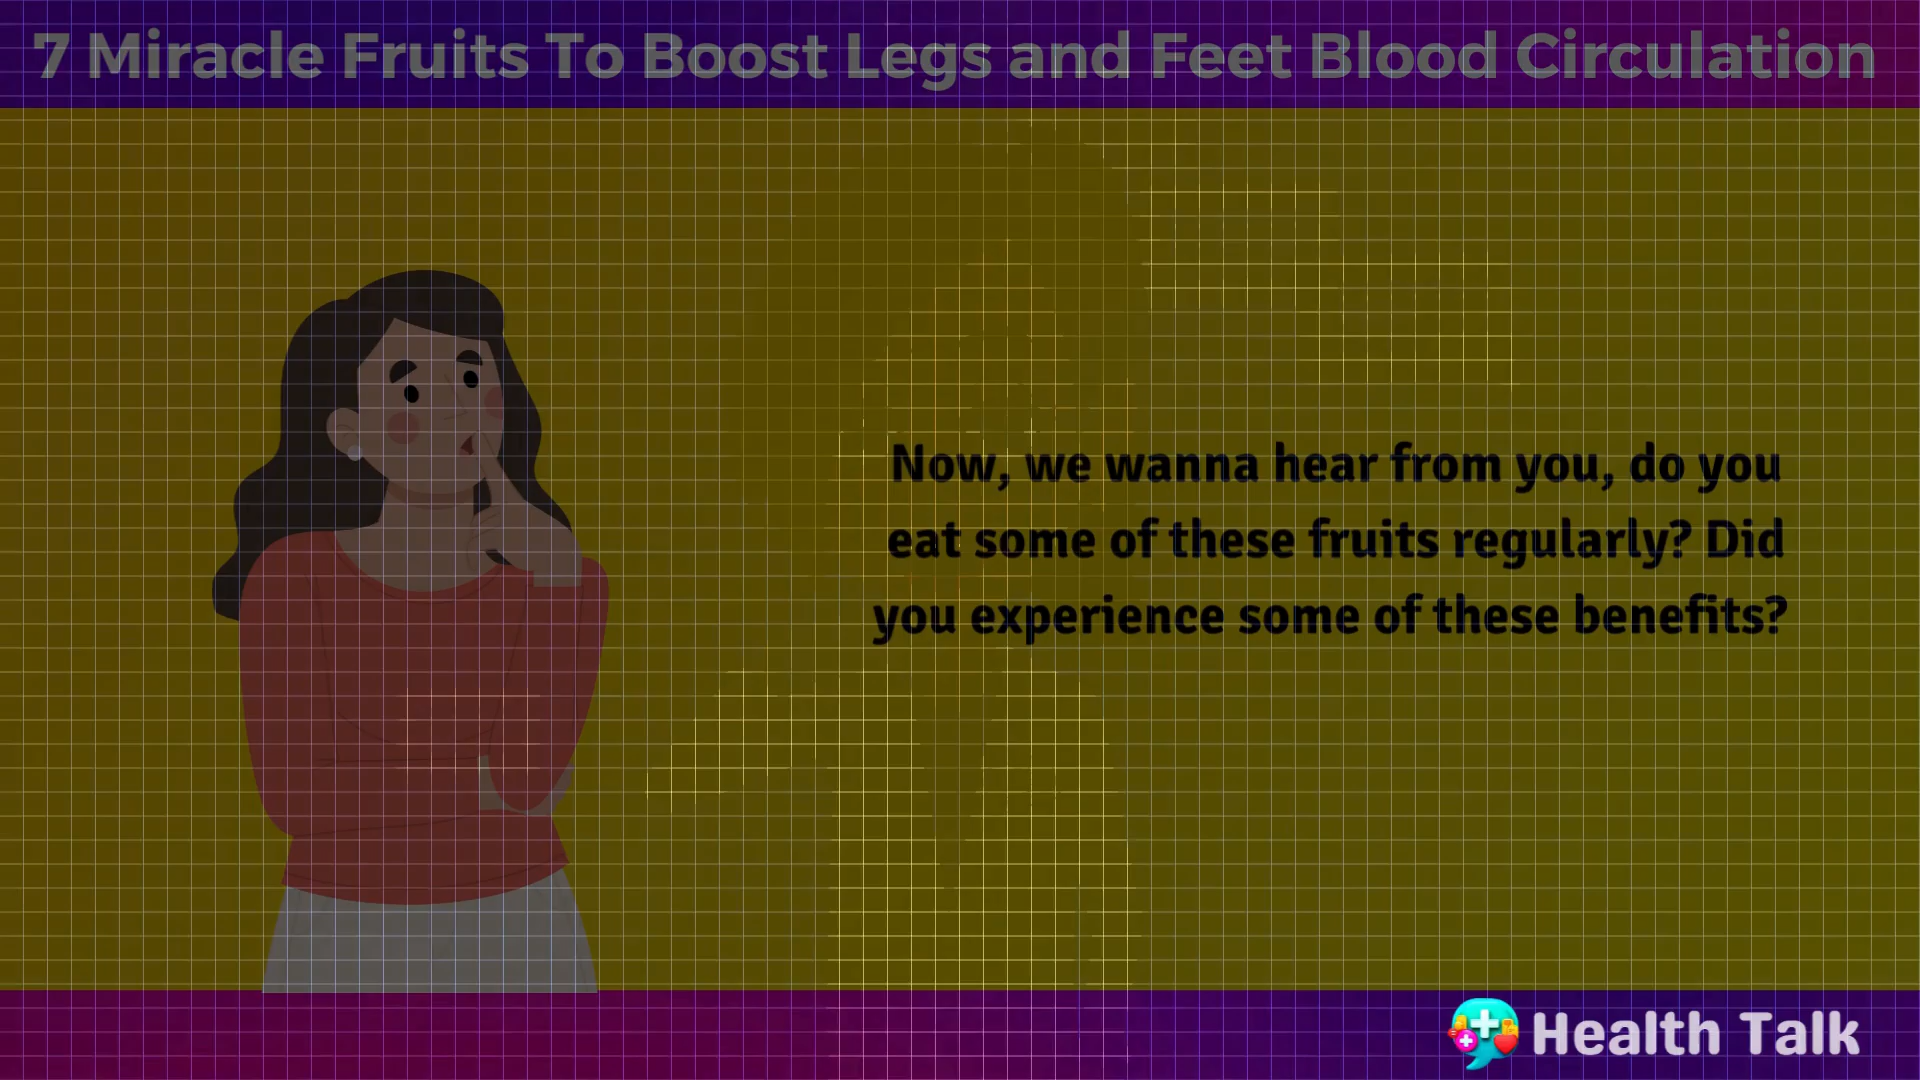 7 Miracle Fruits To Boost Legs and Feet Blood Circulation
Now, we wanna hear from you, do you
eat some of these fruits regularly? Did
you experience some of these benefits?
Health Talk